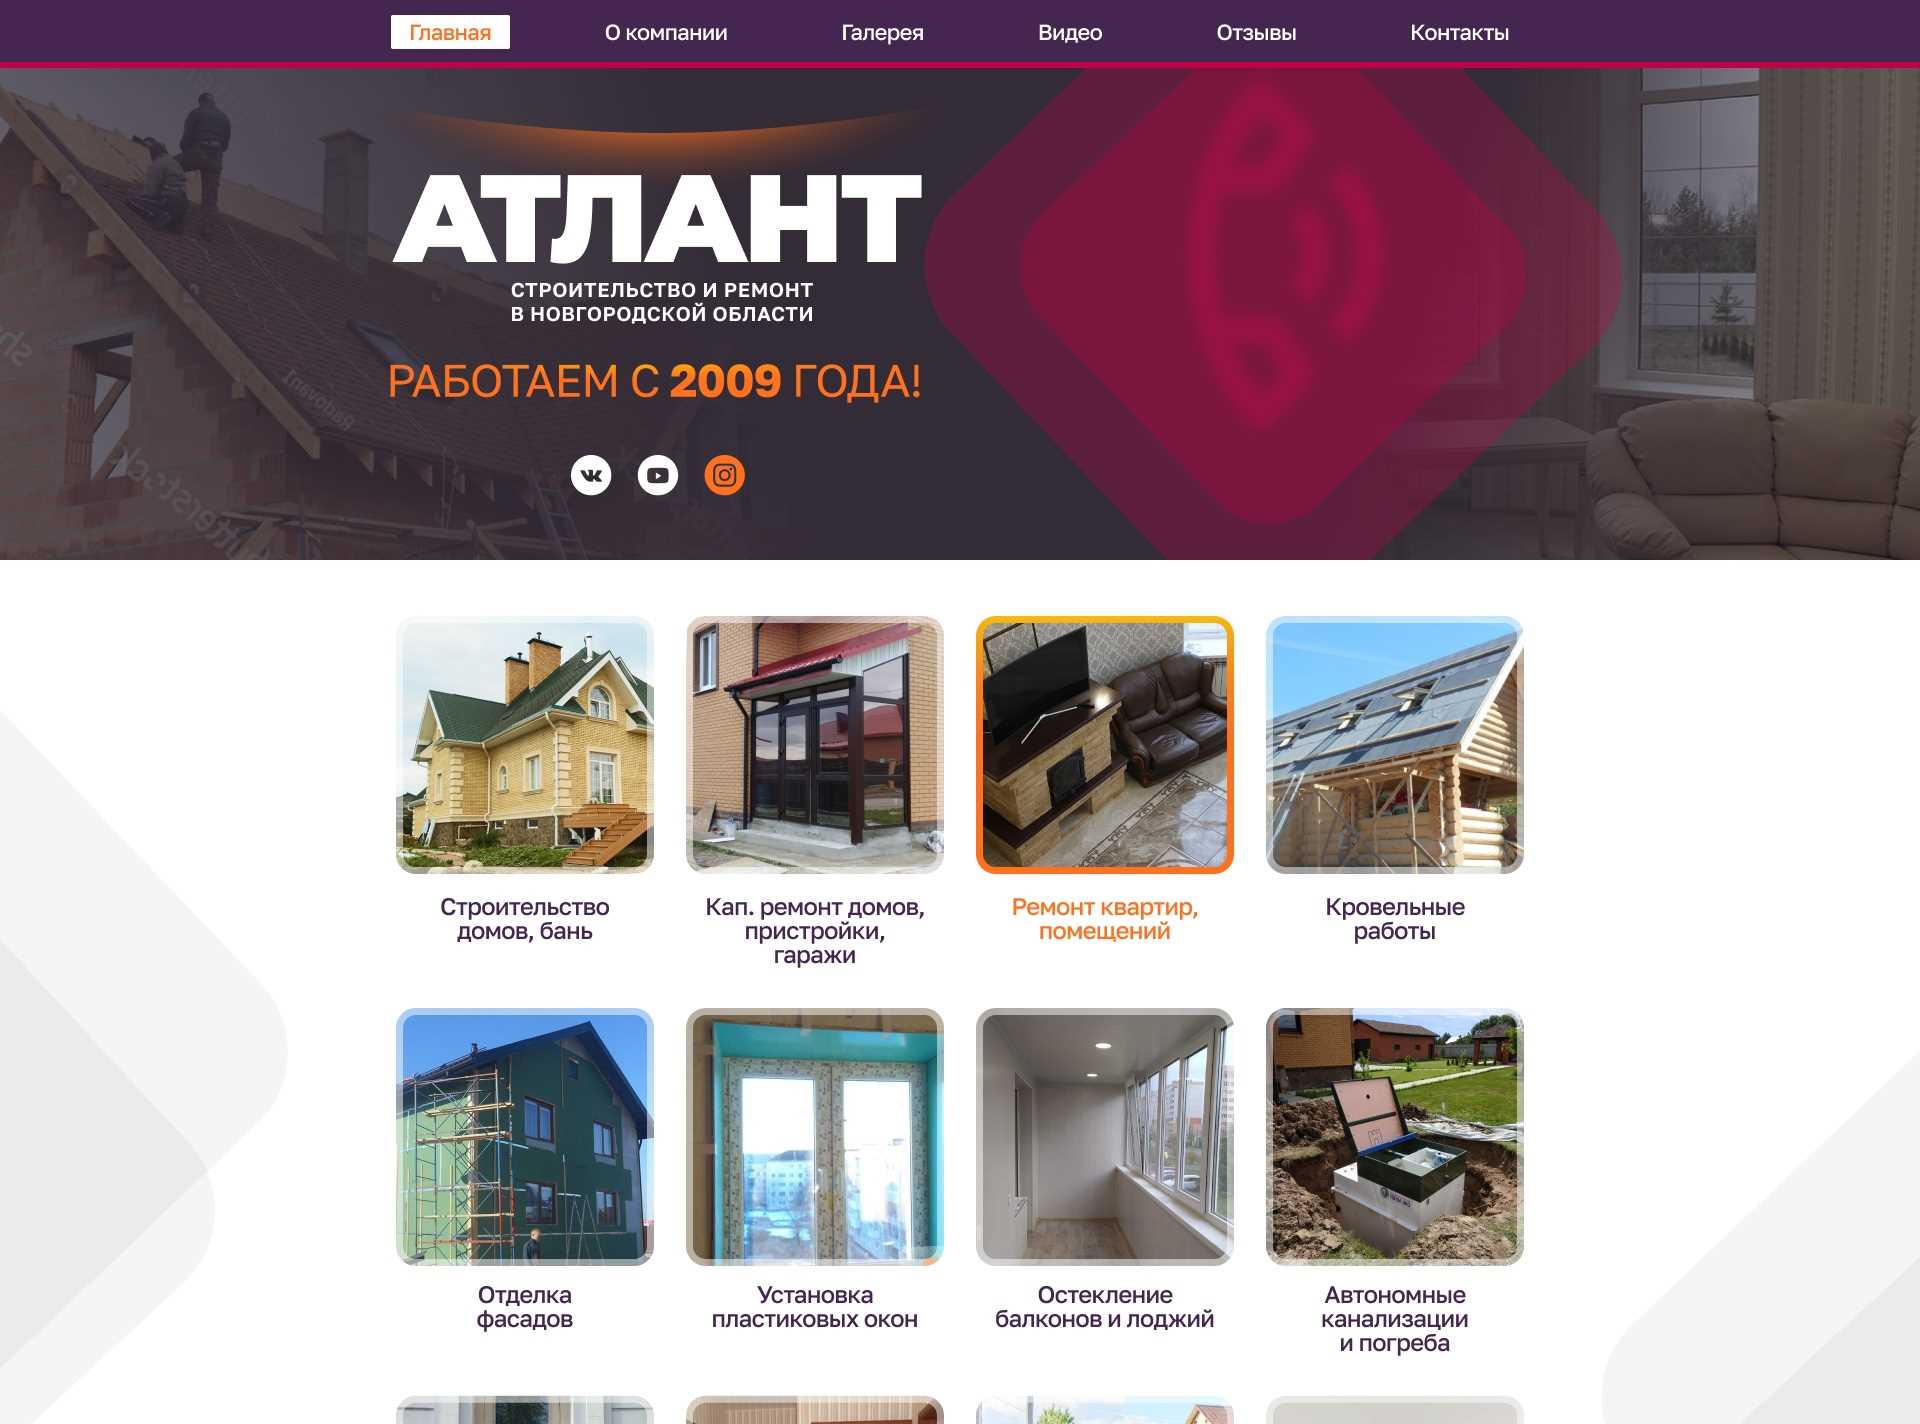 Главная
О компании
Галерея
Видео
Отзывы
Контакты
АТЛАНТ
СТРОИТЕЛЬСТВО И РЕМОНТ
В НОВГОРОДСКОЙ ОБЛАСТИ
РАБОТАЕМ С 2009 ГОДА!
Строительство
домов, бань
Кап. ремонт домов,
пристройки,
гаражи
Ремонт квартир,
помещений
Кровельные
работы
Отделка
фасадов
Установка
пластиковых окон
Остекление
балконов и лоджий
Автономные
канализации
и погреба